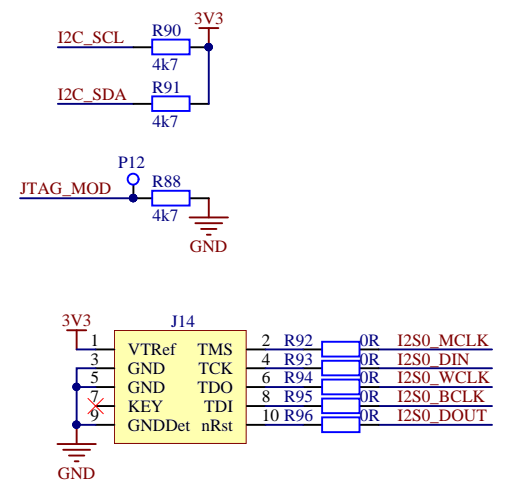 3V3
I2C_SCL R90
4k7
I2C_SDA R91
4k7
P12
JTAG_MOD R88
4k7
GND
3V3 J14
1 VTRef TMS 2 R92 0R I2S0_MCLK
3 GND TCK 4 R93 0R I2S0_DIN
5 GND TDO 6 R94 0R I2S0_WCLK
7 KEY TDI 8 R95 0R I2S0_BCLK
9 GNDDet nRst 10 R96 0R I2S0_DOUT
GND